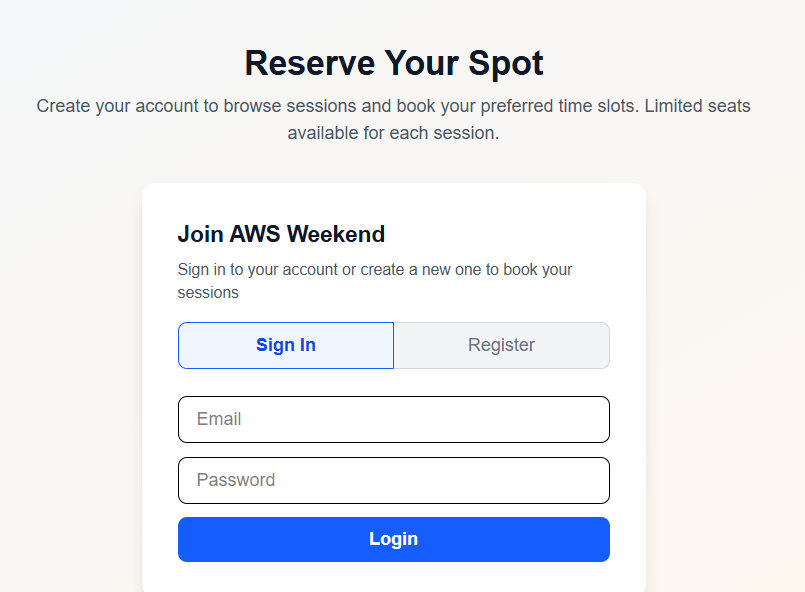 Reserve Your Spot
Create your account to browse sessions and book your preferred time slots. Limited seats
available for each session.
Join AWS Weekend
Sign in to your account or create a new one to book your
sessions
Sign In
Register
Email
Password
Login